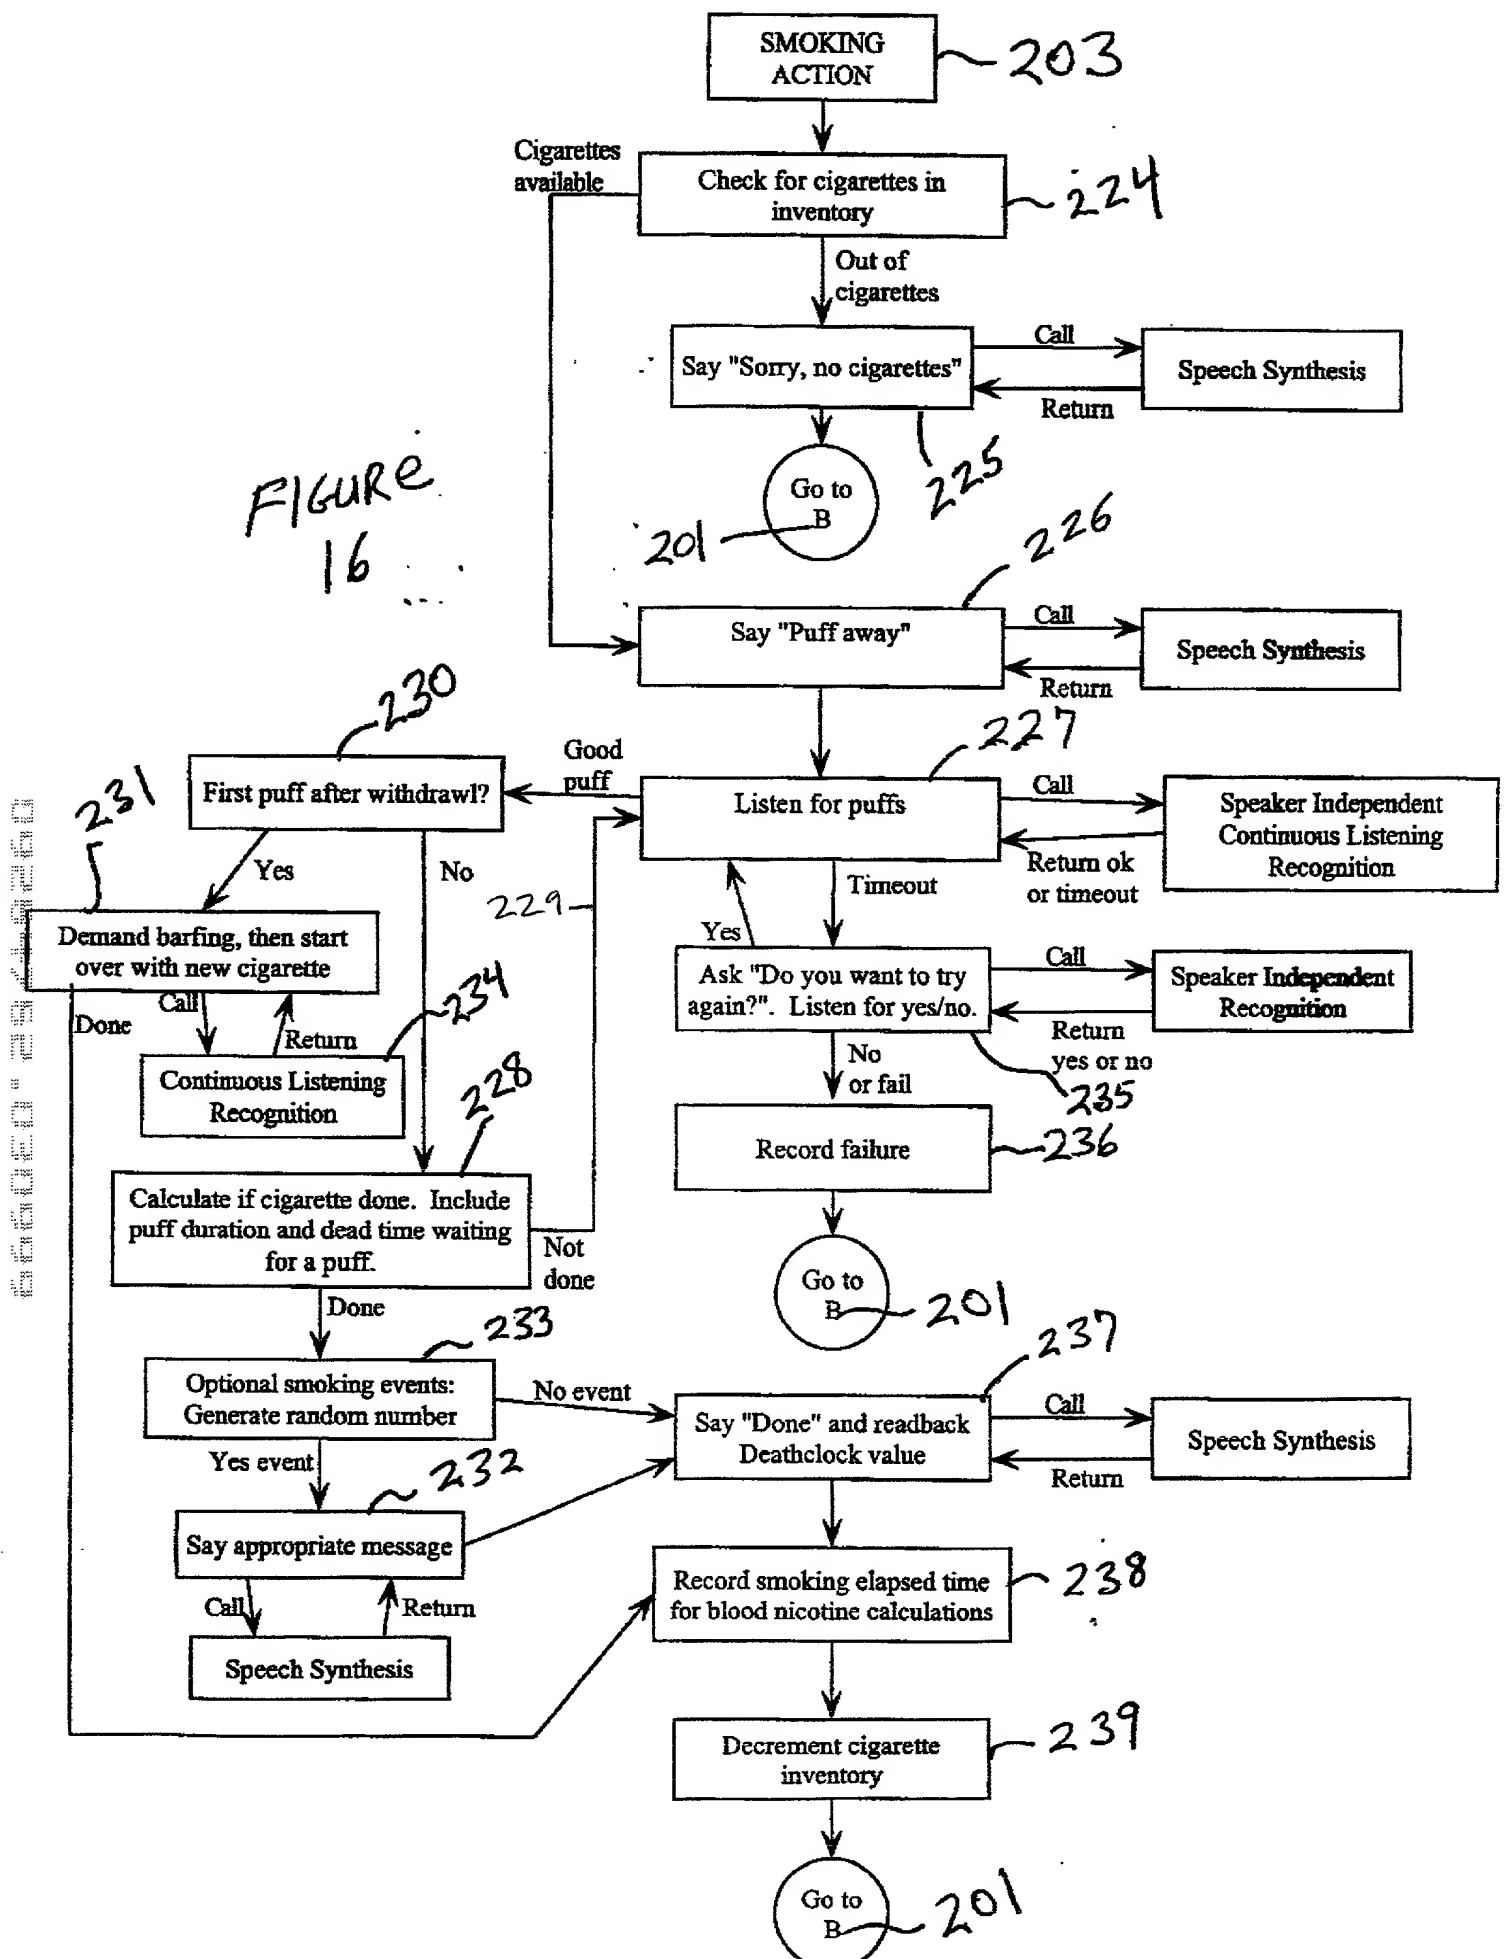 SMOKING
ACTION
203
Cigarettes
available
Check for cigarettes in
inventory
224
Out of
cigarettes
Say "Sorry, no cigarettes"
Call
Return
Speech Synthesis
225
Go to
B
201
FIGURE
16
226
Say "Puff away"
Call
Return
Speech Synthesis
230
227
First puff after withdrawl?
Good
puff
Listen for puffs
Call
Return ok
or timeout
Speaker Independent
Continuous Listening
Recognition
231
Yes
No
229
Timeout
Yes
Demand barfing, then start
over with new cigarette
Ask "Do you want to try
again?". Listen for yes/no.
Call
Return
yes or no
Speaker Independent
Recognition
235
Done
Call
Return
234
Continuous Listening
Recognition
No
or fail
228
Record failure
236
Calculate if cigarette done. Include
puff duration and dead time waiting
for a puff.
Not
done
Go to
B
201
Done
233
237
Optional smoking events:
Generate random number
No event
Say "Done" and readback
Deathclock value
Call
Return
Speech Synthesis
Yes event
232
Say appropriate message
Call
Return
Speech Synthesis
Record smoking elapsed time
for blood nicotine calculations
238
Decrement cigarette
inventory
239
Go to
B
201